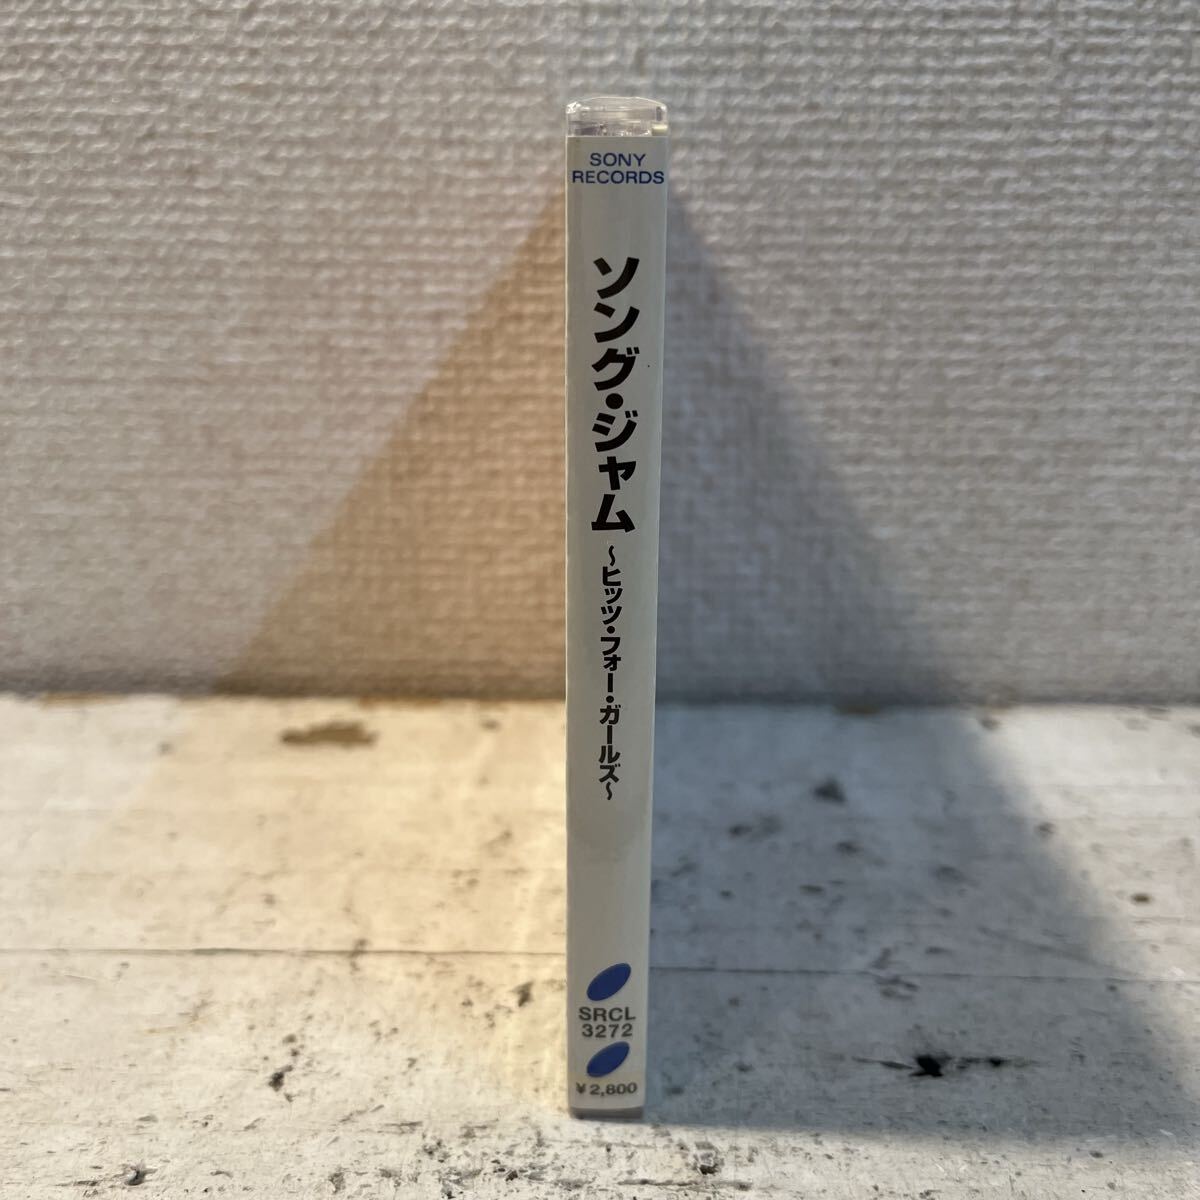 SONY
RECORDS
ソング・ジャム
～ヒッツ・フォー・ガールズ～
SRCL
3272
¥2,800